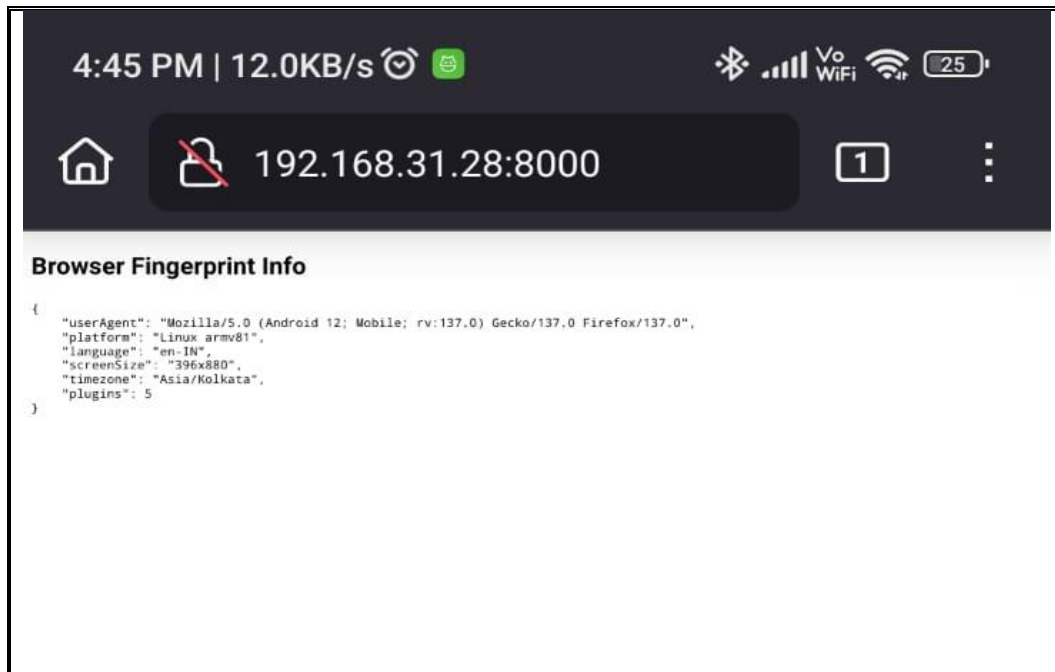 4:45 PM | 12.0KB/s Vo WiFi 25
192.168.31.28:8000 1
Browser Fingerprint Info
{
"userAgent": "Mozilla/5.0 (Android 12; Mobile; rv:137.0) Gecko/137.0 Firefox/137.0",
"platform": "Linux armv81",
"language": "en-IN",
"screenSize": "396x880",
"timezone": "Asia/Kolkata",
"plugins": 5
}